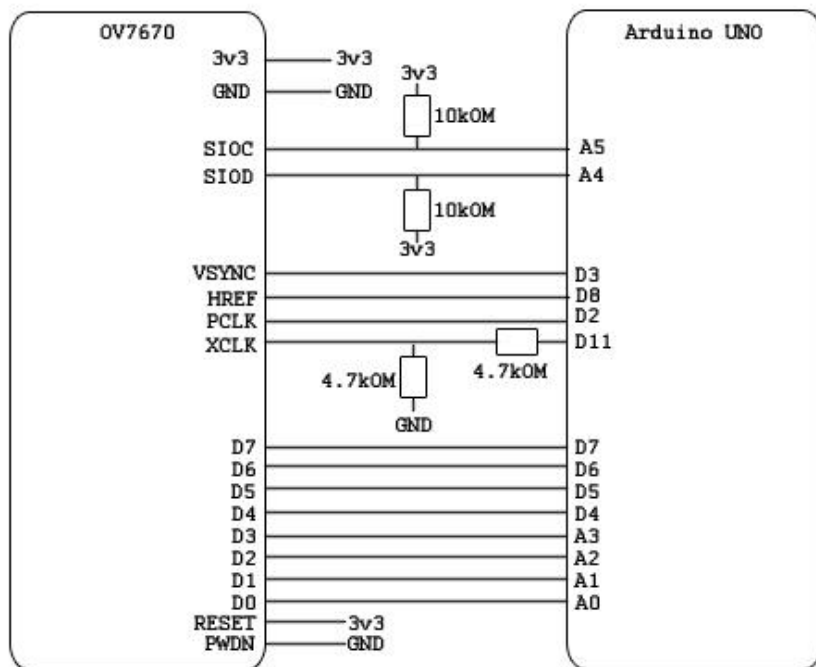 OV7670 Arduino UNO
3v3 3v3
3v3
GND GND
10kOM
SIOC A5
SIOD A4
10kOM
3v3
VSYNC D3
HREF D8
PCLK D2
XCLK D11
4.7kOM 4.7kOM
GND
D7 D7
D6 D6
D5 D5
D4 D4
D3 A3
D2 A2
D1 A1
D0 A0
RESET 3v3
PWDN GND